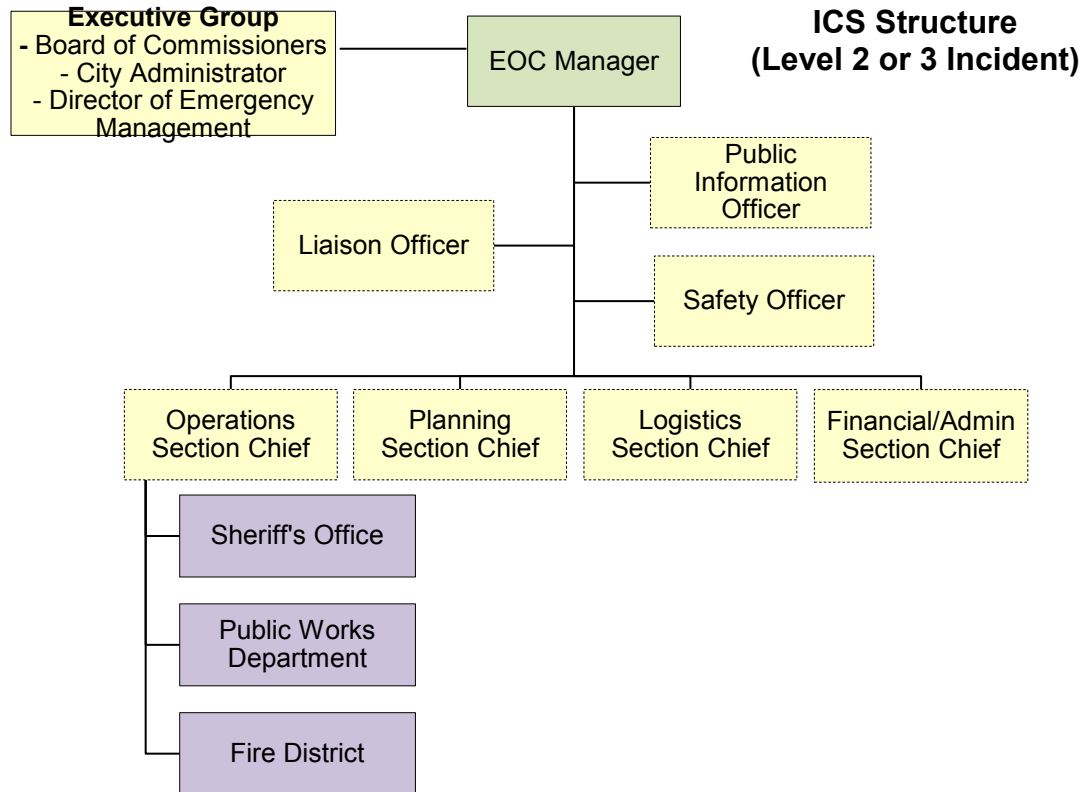 Executive Group
- Board of Commissioners
- City Administrator
- Director of Emergency
Management
EOC Manager
ICS Structure
(Level 2 or 3 Incident)
Public
Information
Officer
Liaison Officer
Safety Officer
Operations
Section Chief
Planning
Section Chief
Logistics
Section Chief
Financial/Admin
Section Chief
Sheriff's Office
Public Works
Department
Fire District